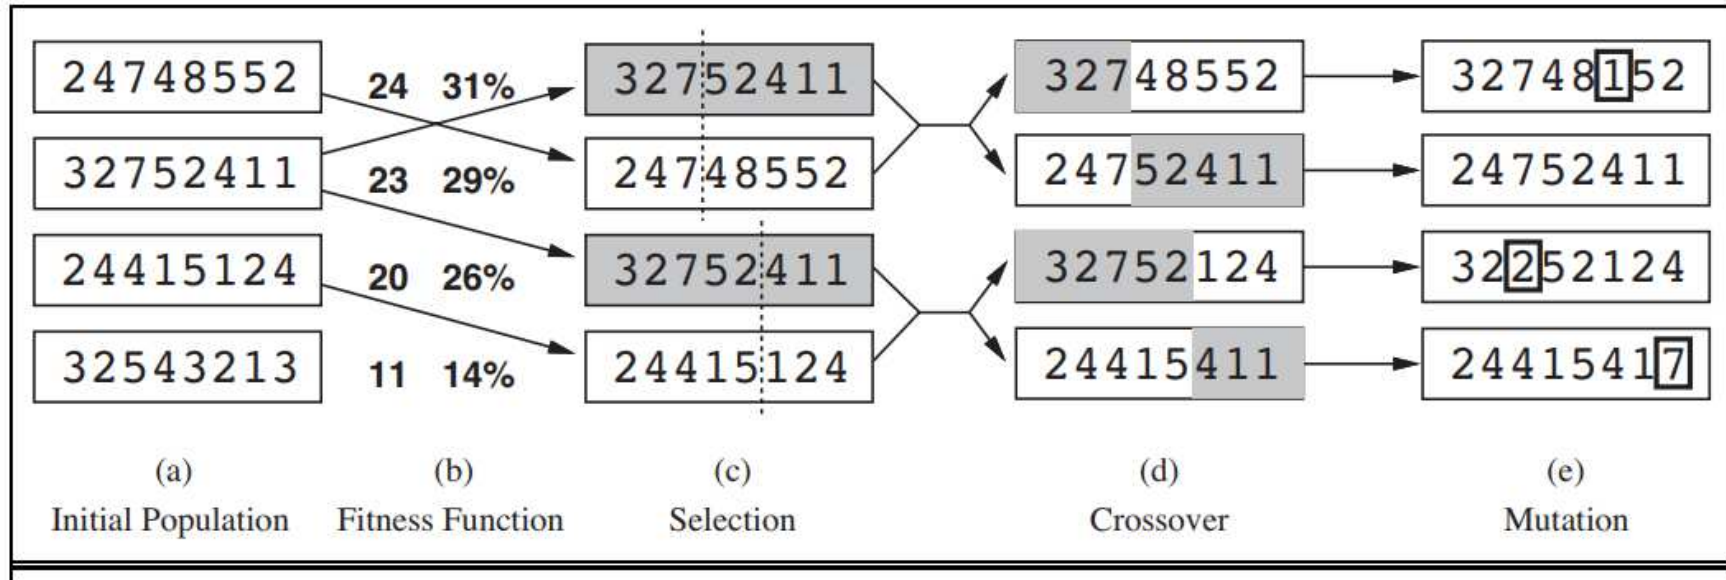 24748552 24 31% 32752411 32748552 32748152
32752411 23 29% 24748552 24752411 24752411
24415124 20 26% 32752411 32752124 32252124
32543213 11 14% 24415124 24415411 24415417
(a) (b) (c) (d) (e)
Initial Population Fitness Function Selection Crossover Mutation